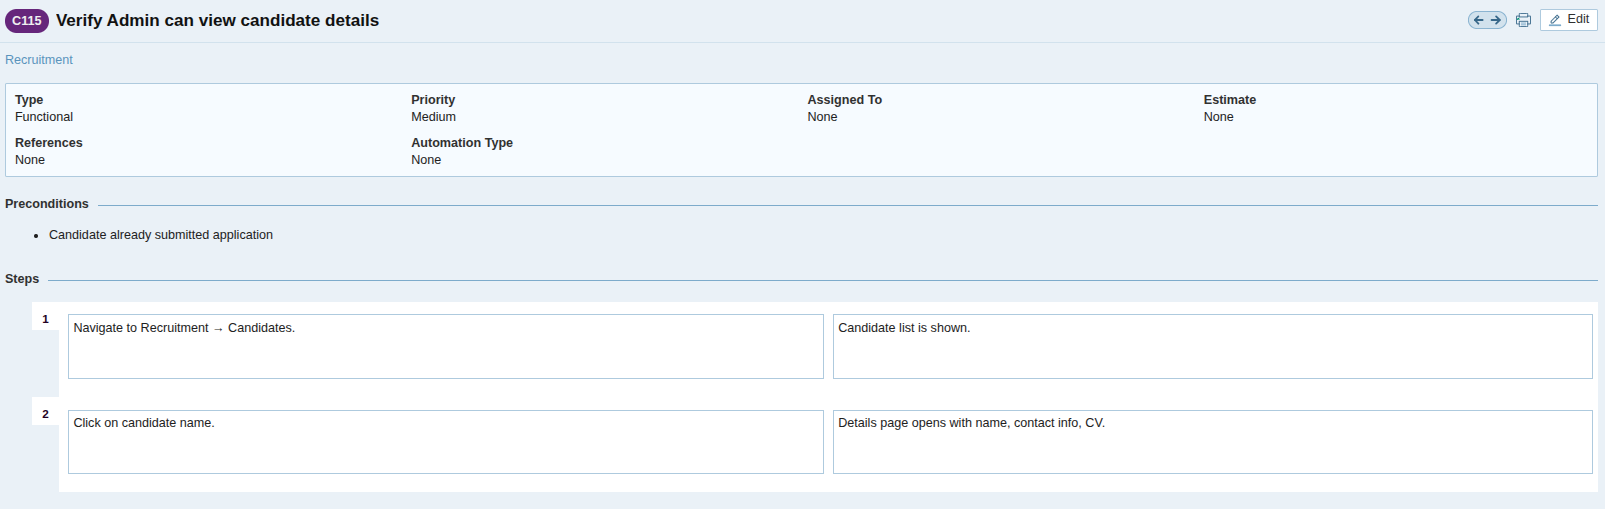 C115 Verify Admin can view candidate details Edit
Recruitment
Type Priority Assigned To Estimate
Functional Medium None None
References Automation Type
None None
Preconditions
• Candidate already submitted application
Steps
1 Navigate to Recruitment → Candidates. Candidate list is shown.
2 Click on candidate name. Details page opens with name, contact info, CV.